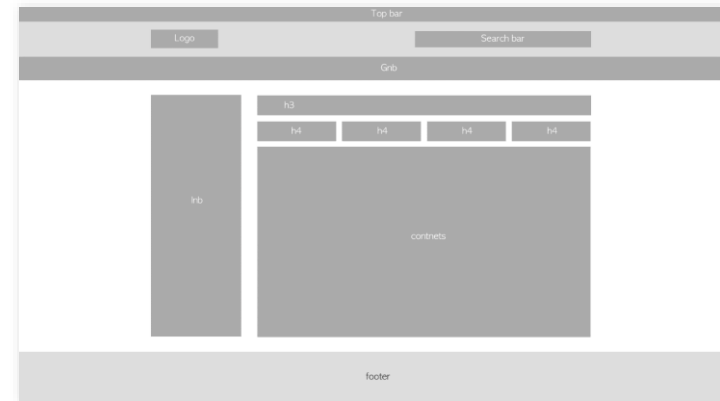 Top bar
Logo
Search bar
Gnb
lnb
h3
h4 h4 h4 h4
contnets
footer